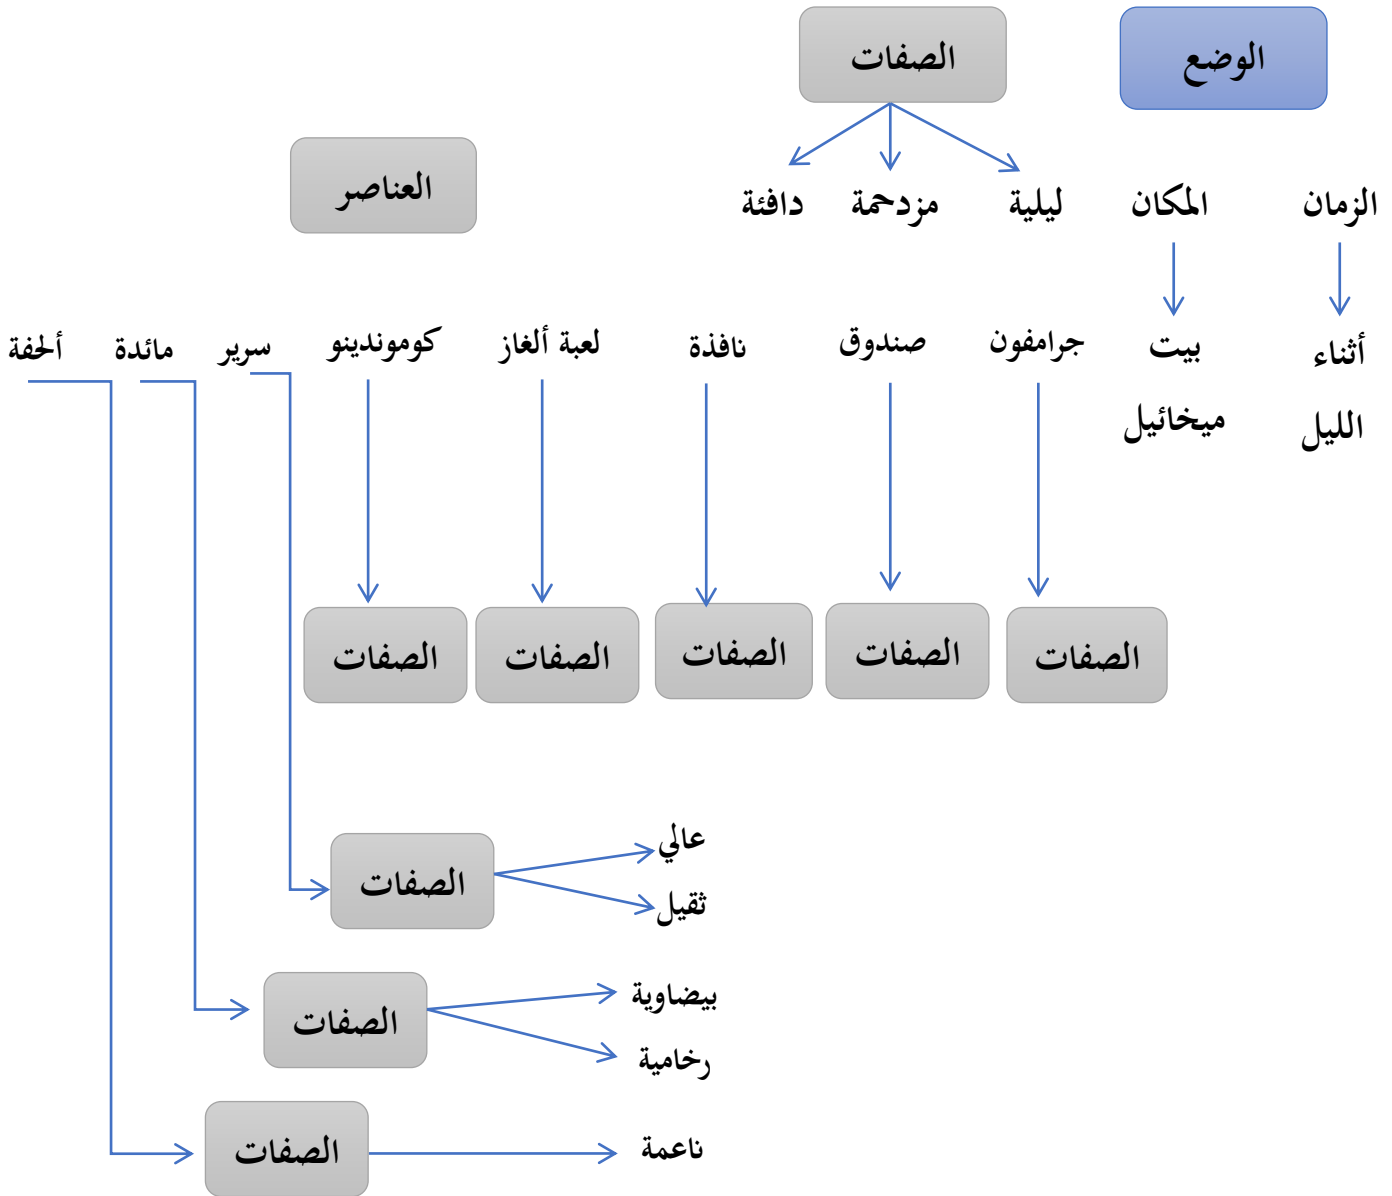 الوضع
الصفات
العناصر
الزمان
المكان
ليلية
مزدحمة
دافئة
أثناء
الليل
بيت
ميخائيل
جرامفون
صندوق
نافذة
لعبة ألغاز
كوموندينو
سرير
مائدة
ألحفة
الصفات
الصفات
الصفات
الصفات
الصفات
الصفات
عالي
ثقيل
الصفات
بيضاوية
رخامية
الصفات
ناعمة